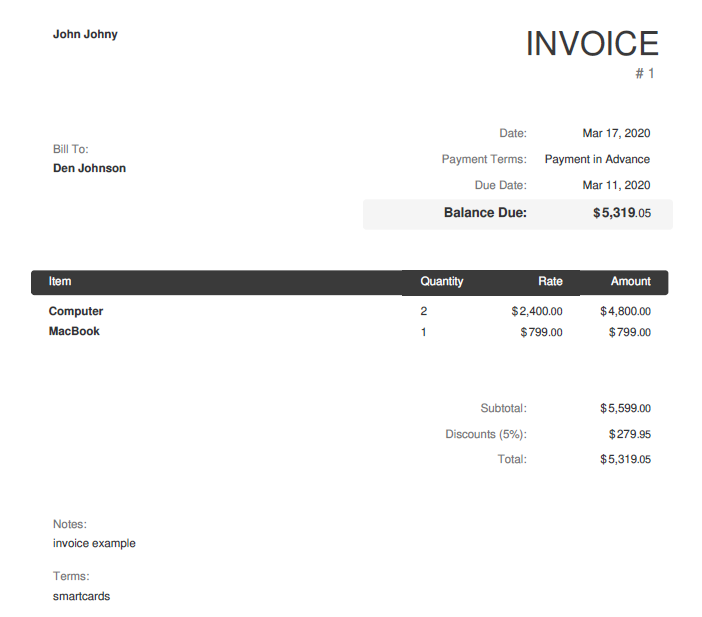 John Johny
INVOICE
# 1
Date: Mar 17, 2020
Bill To:
Payment Terms: Payment in Advance
Den Johnson
Due Date: Mar 11, 2020
Balance Due: $5,319.05
Item Quantity Rate Amount
Computer 2 $2,400.00 $4,800.00
MacBook 1 $799.00 $799.00
Subtotal: $5,599.00
Discounts (5%): $279.95
Total: $5,319.05
Notes:
invoice example
Terms:
smartcards